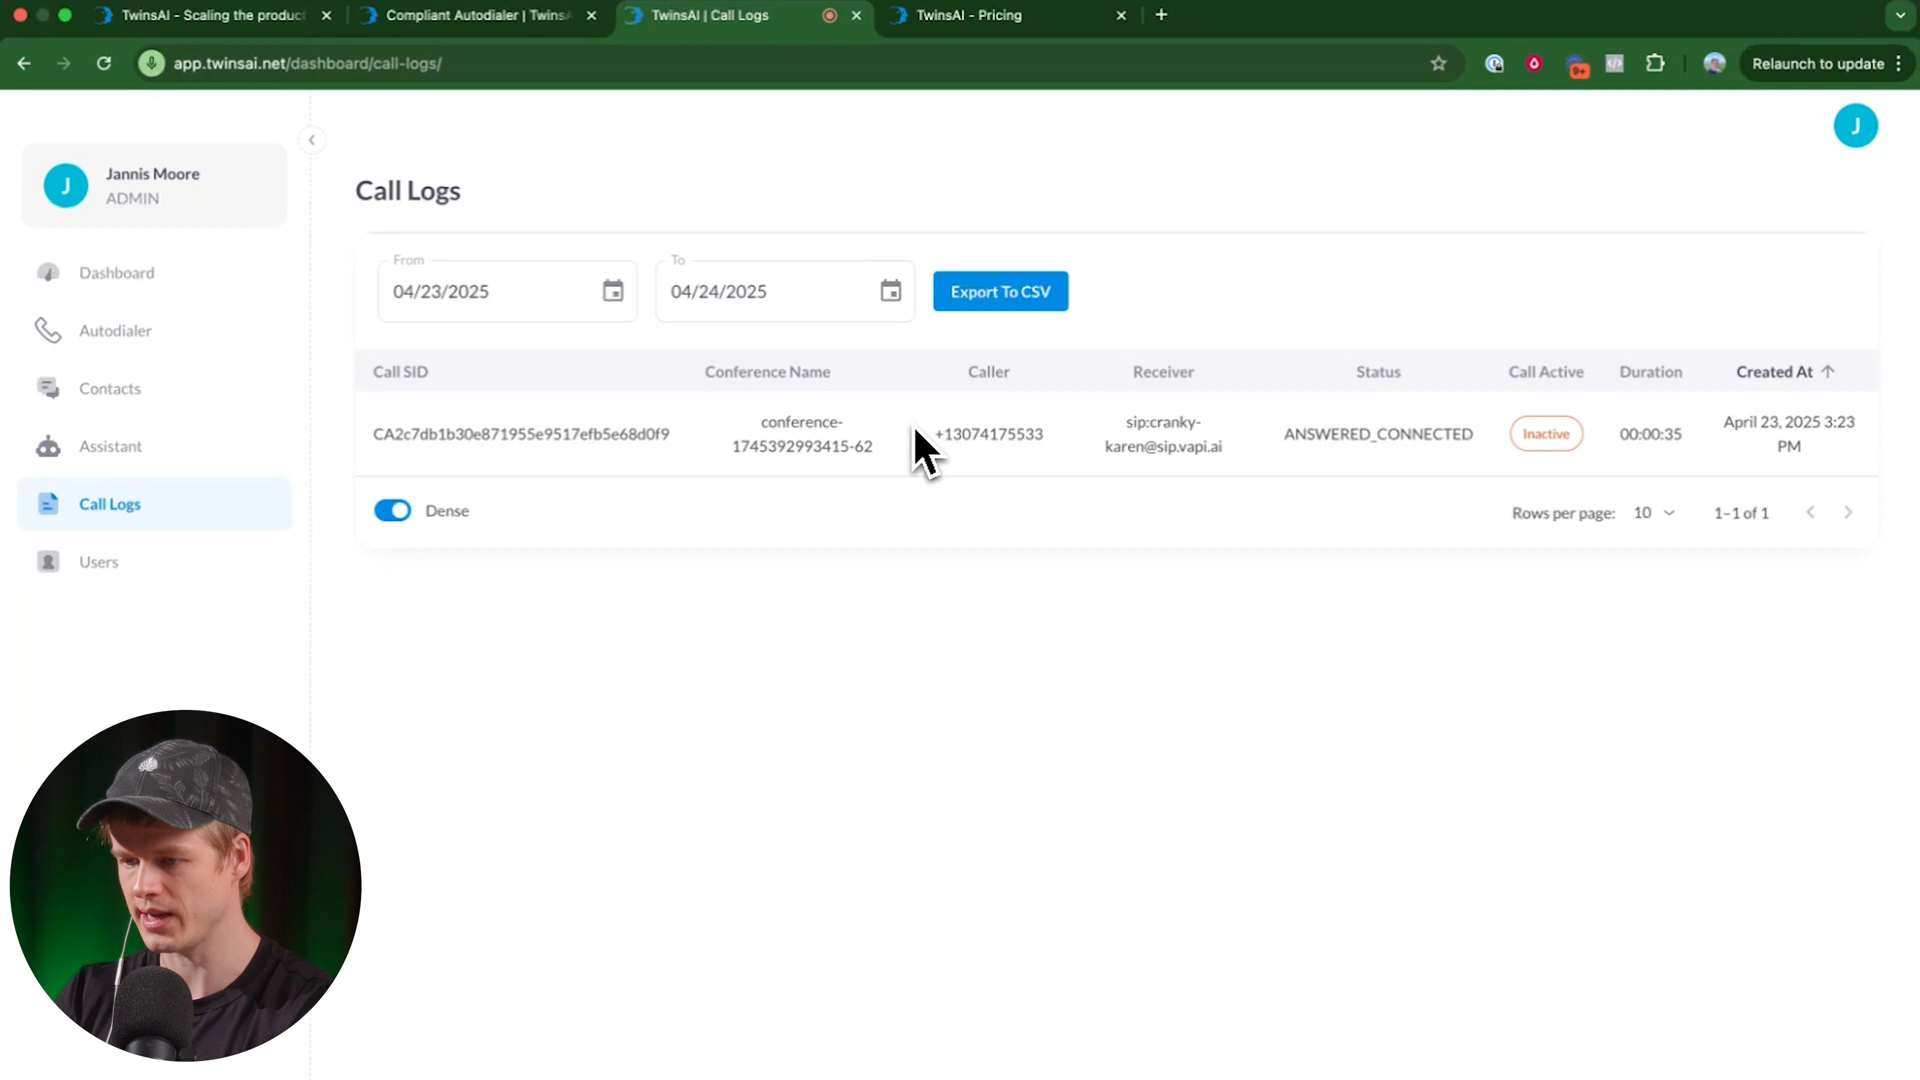 TwinsAI - Scaling the product
Compliant Autodialer | TwinsA
TwinsAI | Call Logs
TwinsAI - Pricing
app.twinsai.net/dashboard/call-logs/
9+
Relaunch to update
J
J
Jannis Moore
ADMIN
Dashboard
Autodialer
Contacts
Assistant
Call Logs
Users
Call Logs
From
04/23/2025
To
04/24/2025
Export To CSV
Call SID
Conference Name
Caller
Receiver
Status
Call Active
Duration
Created At
CA2c7db1b30e871955e9517efb5e68d0f9
conference-
1745392993415-62
+13074175533
sip:cranky-
karen@sip.vapi.ai
ANSWERED_CONNECTED
Inactive
00:00:35
April 23, 2025 3:23
PM
Dense
Rows per page: 10
1–1 of 1